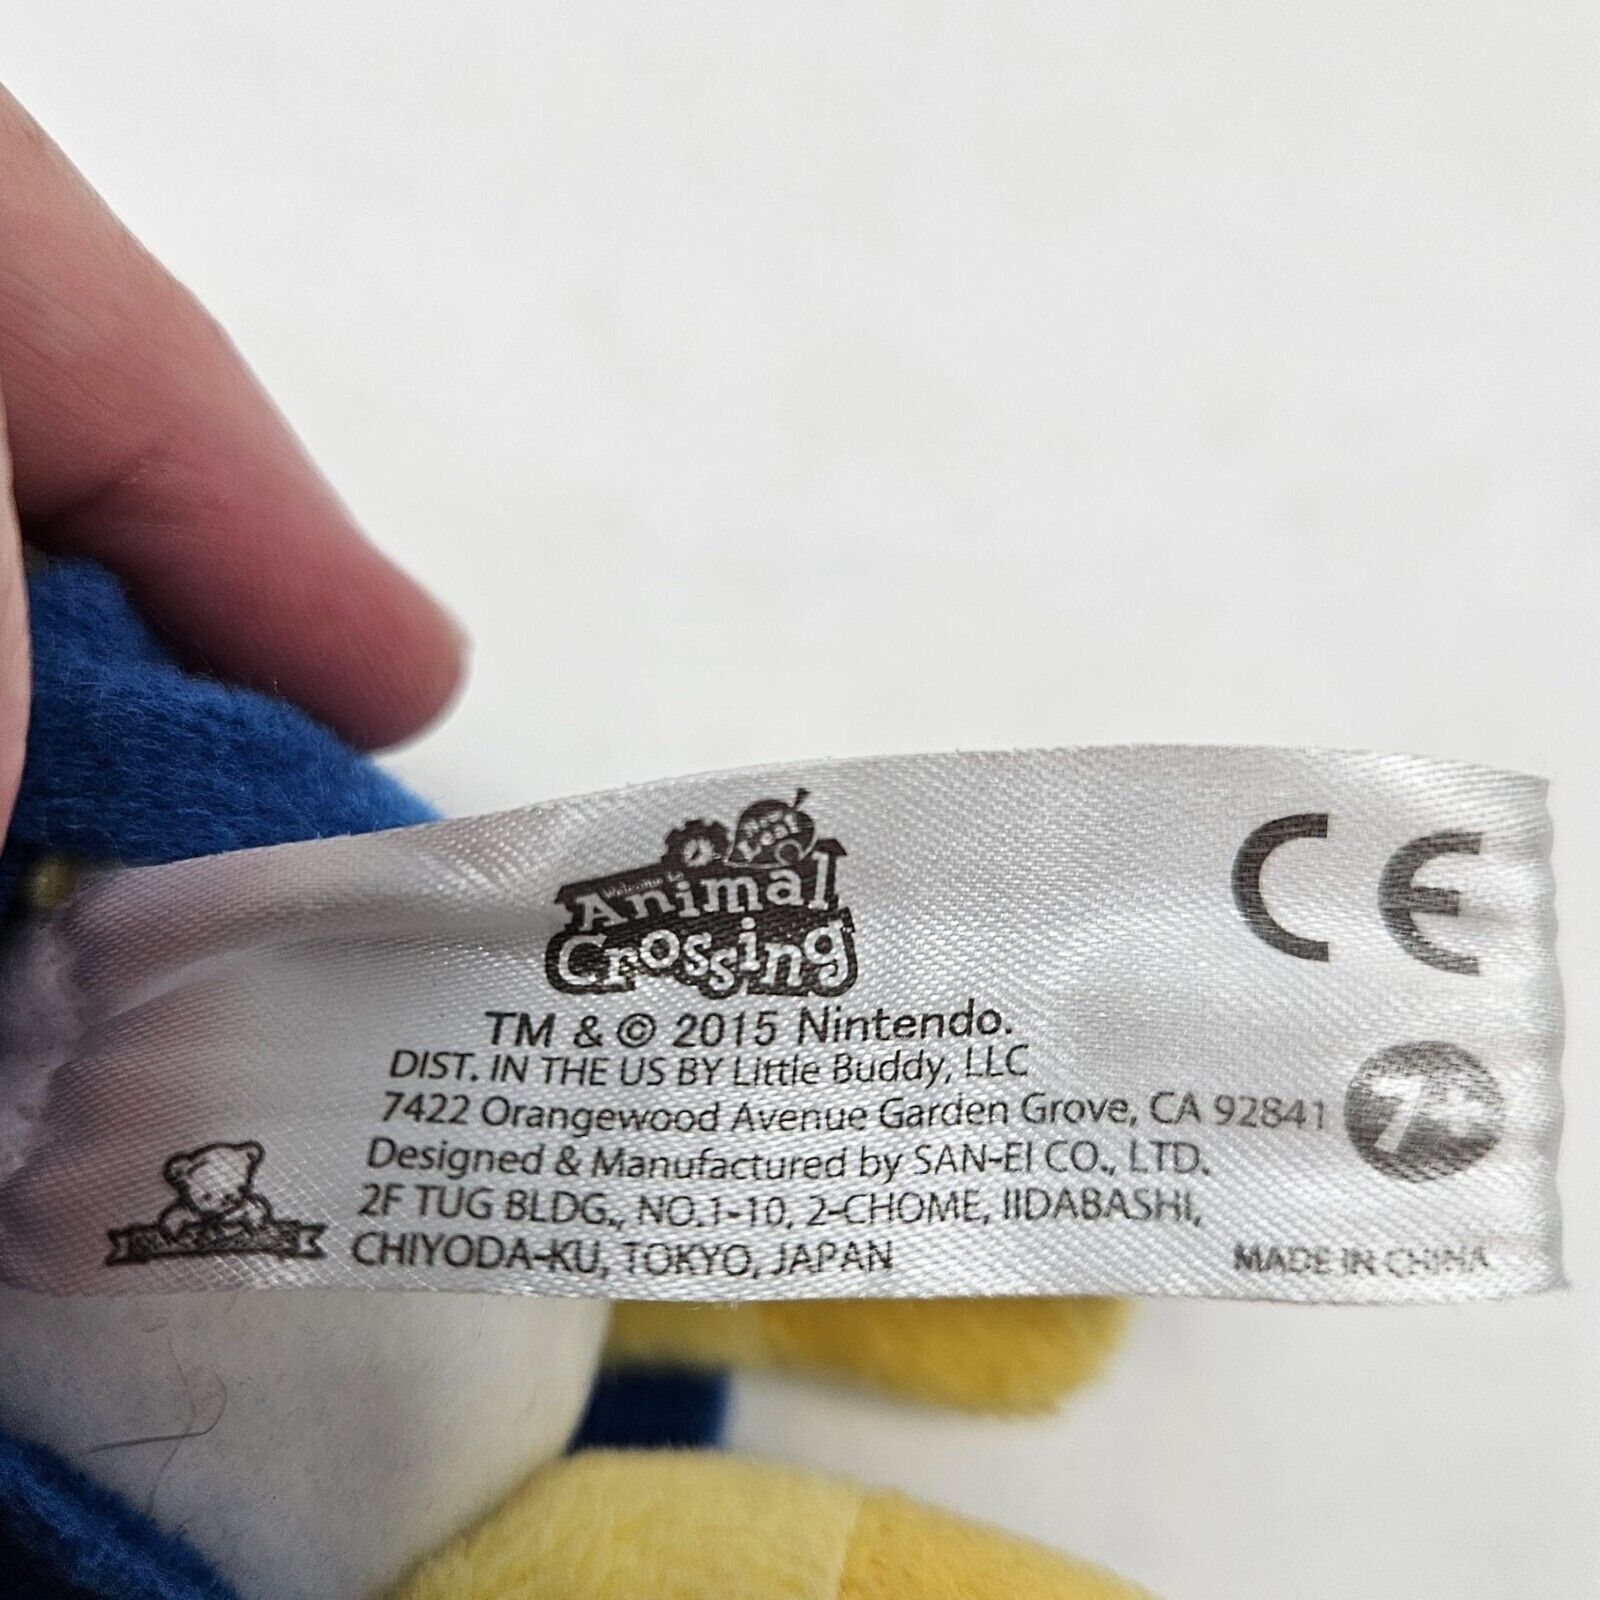 New
Leaf
Welcome to
Animal
Crossing
CE
TM & © 2015 Nintendo.
DIST. IN THE US BY Little Buddy, LLC
7422 Orangewood Avenue Garden Grove, CA 92841
7+
Designed & Manufactured by SAN-EI CO., LTD.
2F TUG BLDG., NO.1-10, 2-CHOME, IIDABASHI,
CHIYODA-KU, TOKYO, JAPAN
MADE IN CHINA